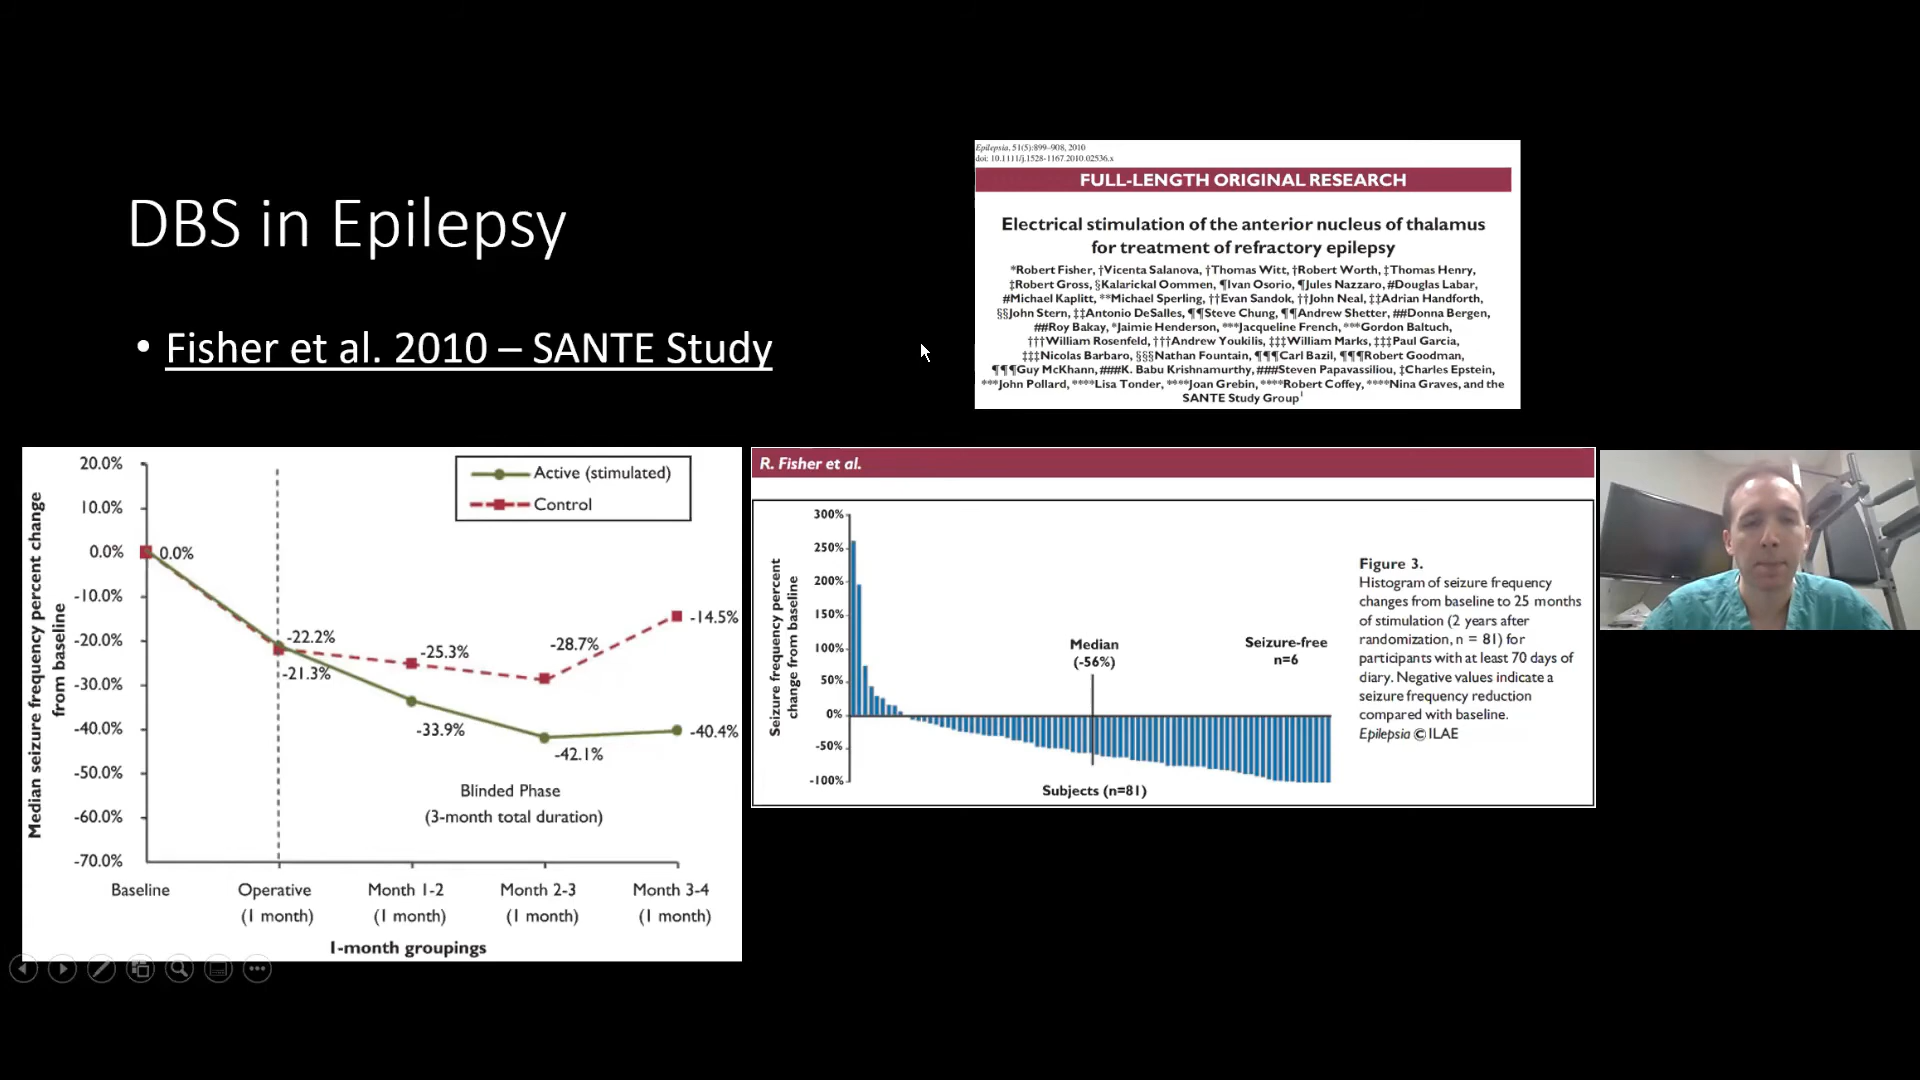 DBS in Epilepsy
• Fisher et al. 2010 – SANTE Study
Epilepsia, 51(5):899–908, 2010
doi: 10.1111/j.1528-1167.2010.02536.x
FULL-LENGTH ORIGINAL RESEARCH
Electrical stimulation of the anterior nucleus of thalamus
for treatment of refractory epilepsy
*Robert Fisher, †Vicenta Salanova, †Thomas Witt, †Robert Worth, ‡Thomas Henry,
‡Robert Gross, §Kalarickal Oommen, ¶Ivan Osorio, ¶Jules Nazzaro, #Douglas Labar,
#Michael Kaplitt, **Michael Sperling, ††Evan Sandok, ††John Neal, ‡‡Adrian Handforth,
§§John Stern, ‡‡Antonio DeSalles, ¶¶Steve Chung, ¶¶Andrew Shetter, ##Donna Bergen,
##Roy Bakay, *Jaimie Henderson, ***Jacqueline French, ***Gordon Baltuch,
†††William Rosenfeld, †††Andrew Youkilis, ‡‡‡William Marks, ‡‡‡Paul Garcia,
‡‡‡Nicolas Barbaro, §§§Nathan Fountain, ¶¶¶Carl Bazil, ¶¶¶Robert Goodman,
¶¶¶Guy McKhann, ###K. Babu Krishnamurthy, ###Steven Papavassiliou, ‡Charles Epstein,
***John Pollard, ****Lisa Tonder, ****Joan Grebin, ****Robert Coffey, ****Nina Graves, and the
SANTE Study Group1
Median seizure frequency percent change
from baseline
20.0%
10.0%
0.0%
-10.0%
-20.0%
-30.0%
-40.0%
-50.0%
-60.0%
-70.0%
Active (stimulated)
Control
0.0%
-22.2%
-21.3%
-25.3%
-28.7%
-14.5%
-33.9%
-42.1%
-40.4%
Blinded Phase
(3-month total duration)
Baseline
Operative
(1 month)
Month 1-2
(1 month)
Month 2-3
(1 month)
Month 3-4
(1 month)
1-month groupings
R. Fisher et al.
Seizure frequency percent
change from baseline
300%
250%
200%
150%
100%
50%
0%
-50%
-100%
Median
(-56%)
Seizure-free
n=6
Subjects (n=81)
Figure 3.
Histogram of seizure frequency
changes from baseline to 25 months
of stimulation (2 years after
randomization, n = 81) for
participants with at least 70 days of
diary. Negative values indicate a
seizure frequency reduction
compared with baseline.
Epilepsia © ILAE